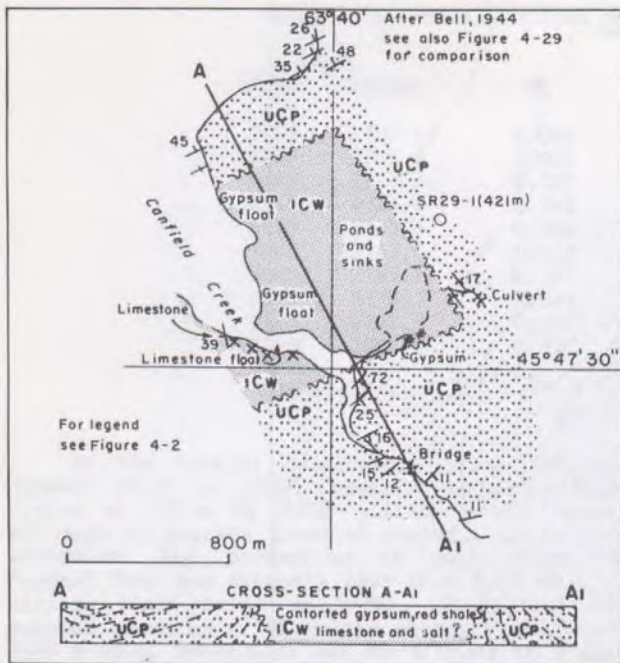 63° 40'
After Bell, 1944
see also Figure 4-29
for comparison
26
22
35
48
A
uCP
45
uCP
SR29-1(421m)
Gypsum
float
ICW
Ponds
and
sinks
Canfield
Creek
17
Culvert
Gypsum
float
Limestone
39
Limestone float
Gypsum
45° 47' 30"
ICW
72
uCP
uCP
25
For legend
see Figure 4-2
16
Bridge
15
12
11
11
0 800 m
A1
A CROSS-SECTION A-A1 A1
Contorted gypsum, red shale,
uCP ICW limestone and salt? uCP